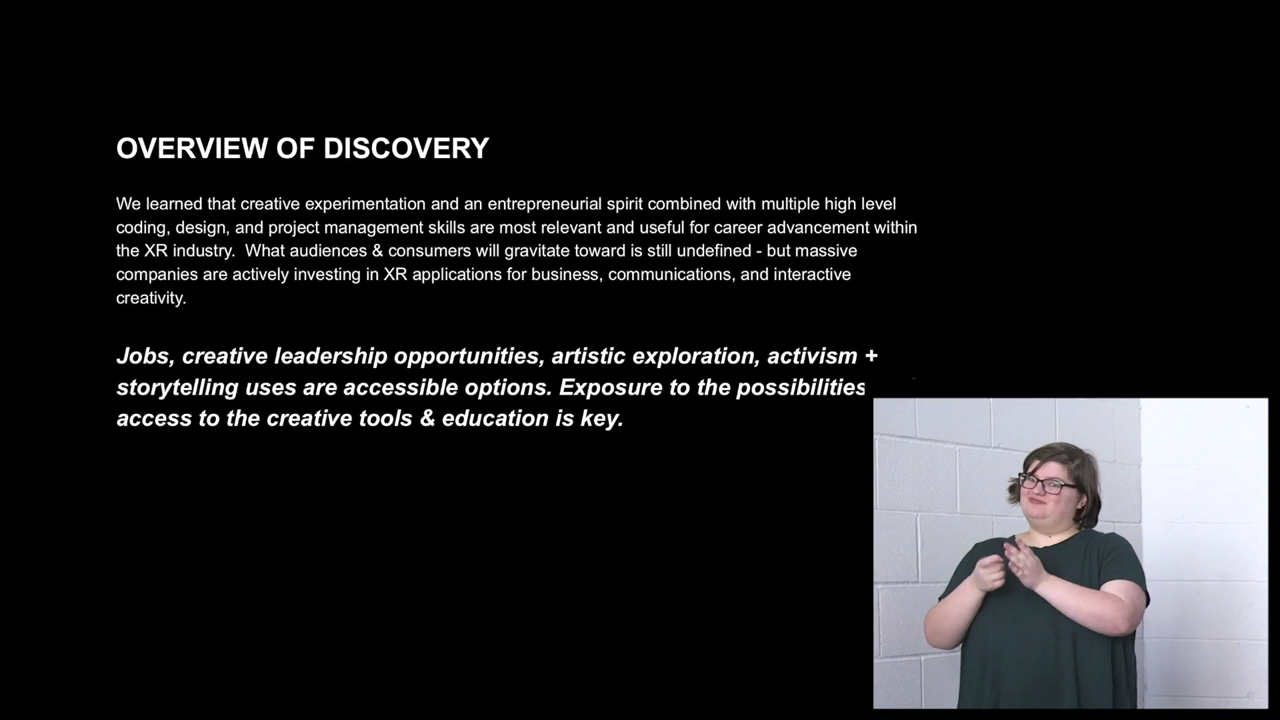 OVERVIEW OF DISCOVERY
We learned that creative experimentation and an entrepreneurial spirit combined with multiple high level
coding, design, and project management skills are most relevant and useful for career advancement within
the XR industry.  What audiences & consumers will gravitate toward is still undefined - but massive
companies are actively investing in XR applications for business, communications, and interactive
creativity.
Jobs, creative leadership opportunities, artistic exploration, activism +
storytelling uses are accessible options. Exposure to the possibilities
access to the creative tools & education is key.